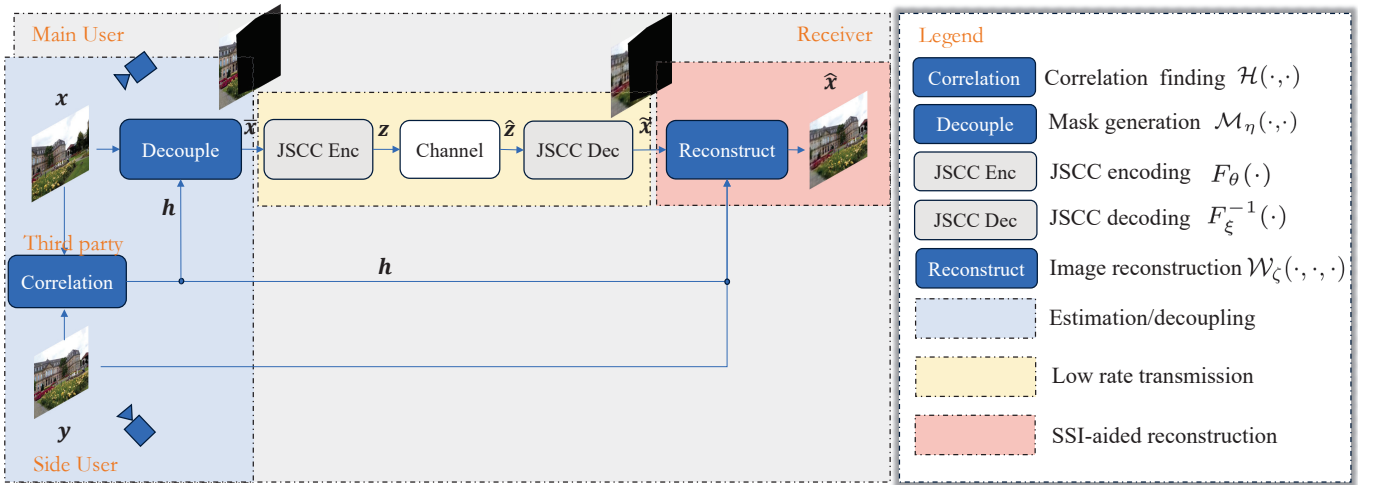 Main User
Receiver
x
x̄
z
ẑ
x̃
x̂
Decouple
JSCC Enc
Channel
JSCC Dec
Reconstruct
h
Third party
Correlation
h
y
Side User
Legend
Correlation Correlation finding ℋ(·,·)
Decouple Mask generation ℳ_η(·,·)
JSCC Enc JSCC encoding F_θ(·)
JSCC Dec JSCC decoding F_ξ^{-1}(·)
Reconstruct Image reconstruction 𝒲_ζ(·,·,·)
Estimation/decoupling
Low rate transmission
SSI-aided reconstruction